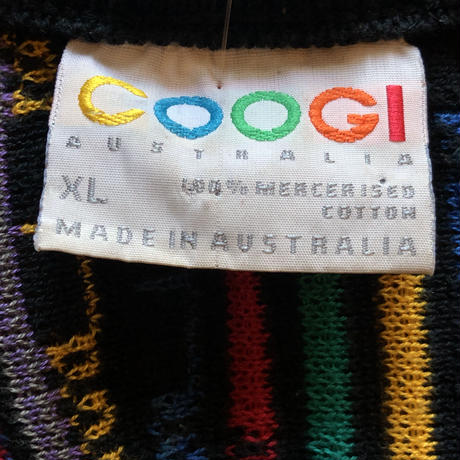 COOGI
AUSTRALIA
XL 100% MERCERISED
COTTON
MADE IN AUSTRALIA